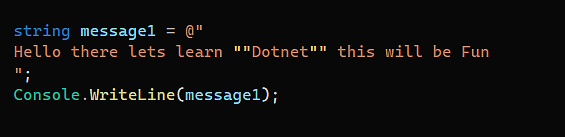 string message1 = @"
Hello there lets learn ""Dotnet"" this will be Fun
";
Console.WriteLine(message1);